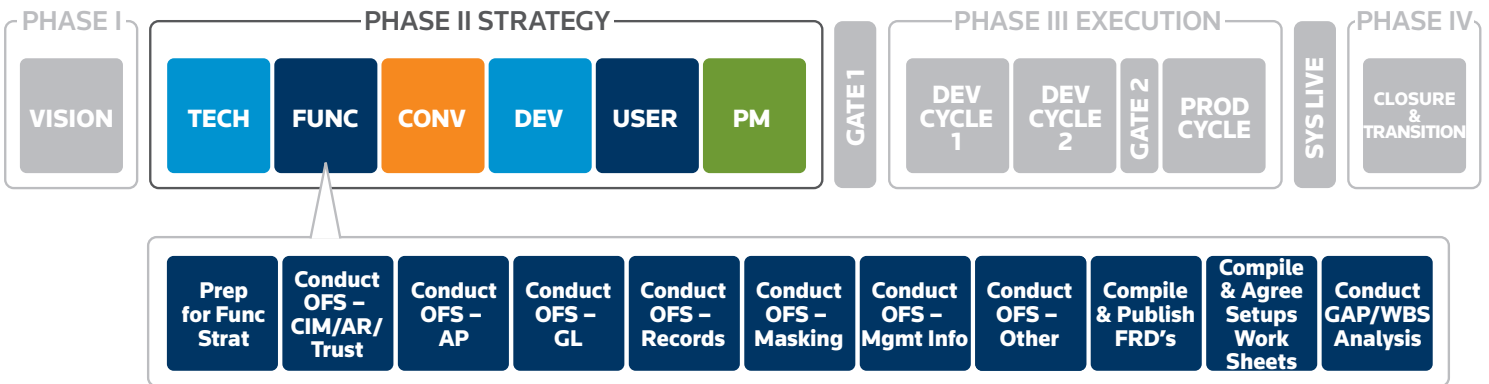 PHASE I
PHASE II STRATEGY
PHASE III EXECUTION
PHASE IV
VISION
TECH
FUNC
CONV
DEV
USER
PM
GATE 1
DEV
CYCLE
1
DEV
CYCLE
2
GATE 2
PROD
CYCLE
SYS LIVE
CLOSURE
&
TRANSITION
Prep
for Func
Strat
Conduct
OFS –
CIM/AR/
Trust
Conduct
OFS –
AP
Conduct
OFS –
GL
Conduct
OFS –
Records
Conduct
OFS –
Masking
Conduct
OFS –
Mgmt Info
Conduct
OFS –
Other
Compile
& Publish
FRD's
Compile
& Agree
Setups
Work
Sheets
Conduct
GAP/WBS
Analysis